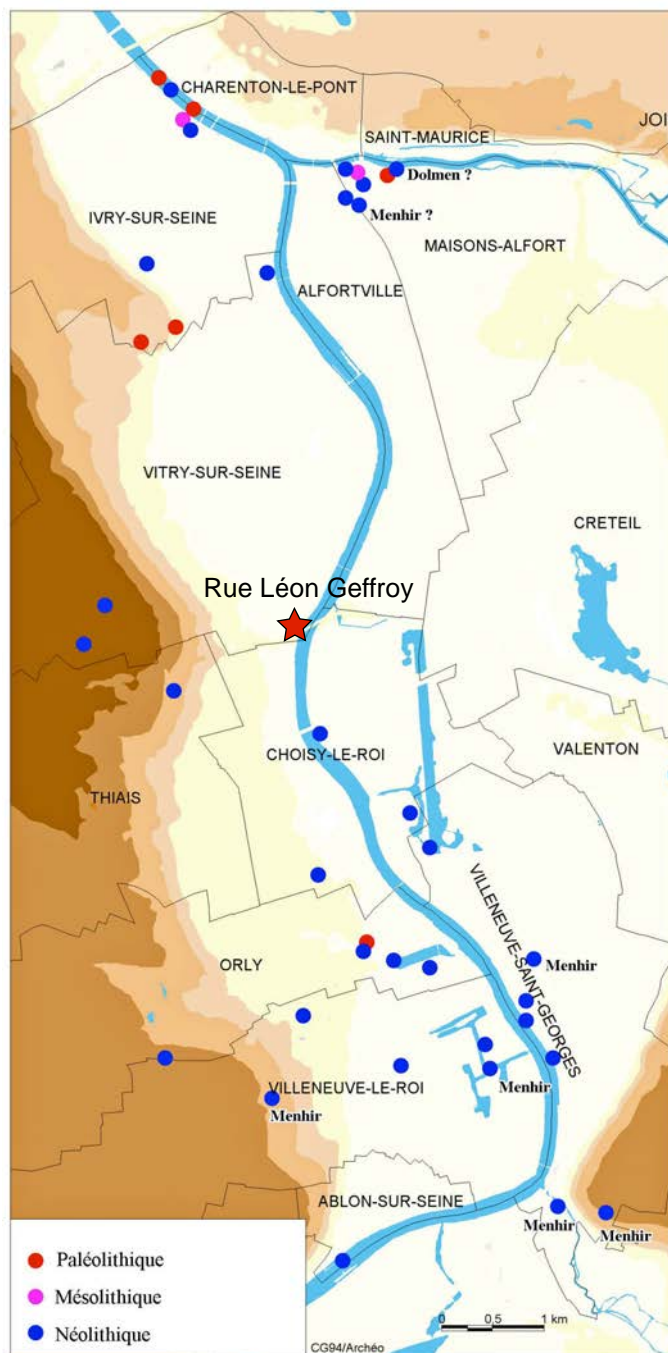 CHARENTON-LE-PONT
JOI
SAINT-MAURICE
Dolmen ?
IVRY-SUR-SEINE
Menhir ?
MAISONS-ALFORT
ALFORTVILLE
VITRY-SUR-SEINE
CRETEIL
Rue Léon Geffroy
CHOISY-LE-ROI
VALENTON
THIAIS
VILLENEUVE-SAINT-GEORGES
ORLY
Menhir
VILLENEUVE-LE-ROI
Menhir
Menhir
ABLON-SUR-SEINE
Menhir
Menhir
Paléolithique
Mésolithique
Néolithique
0 0,5 1 km
CG94/Archéo